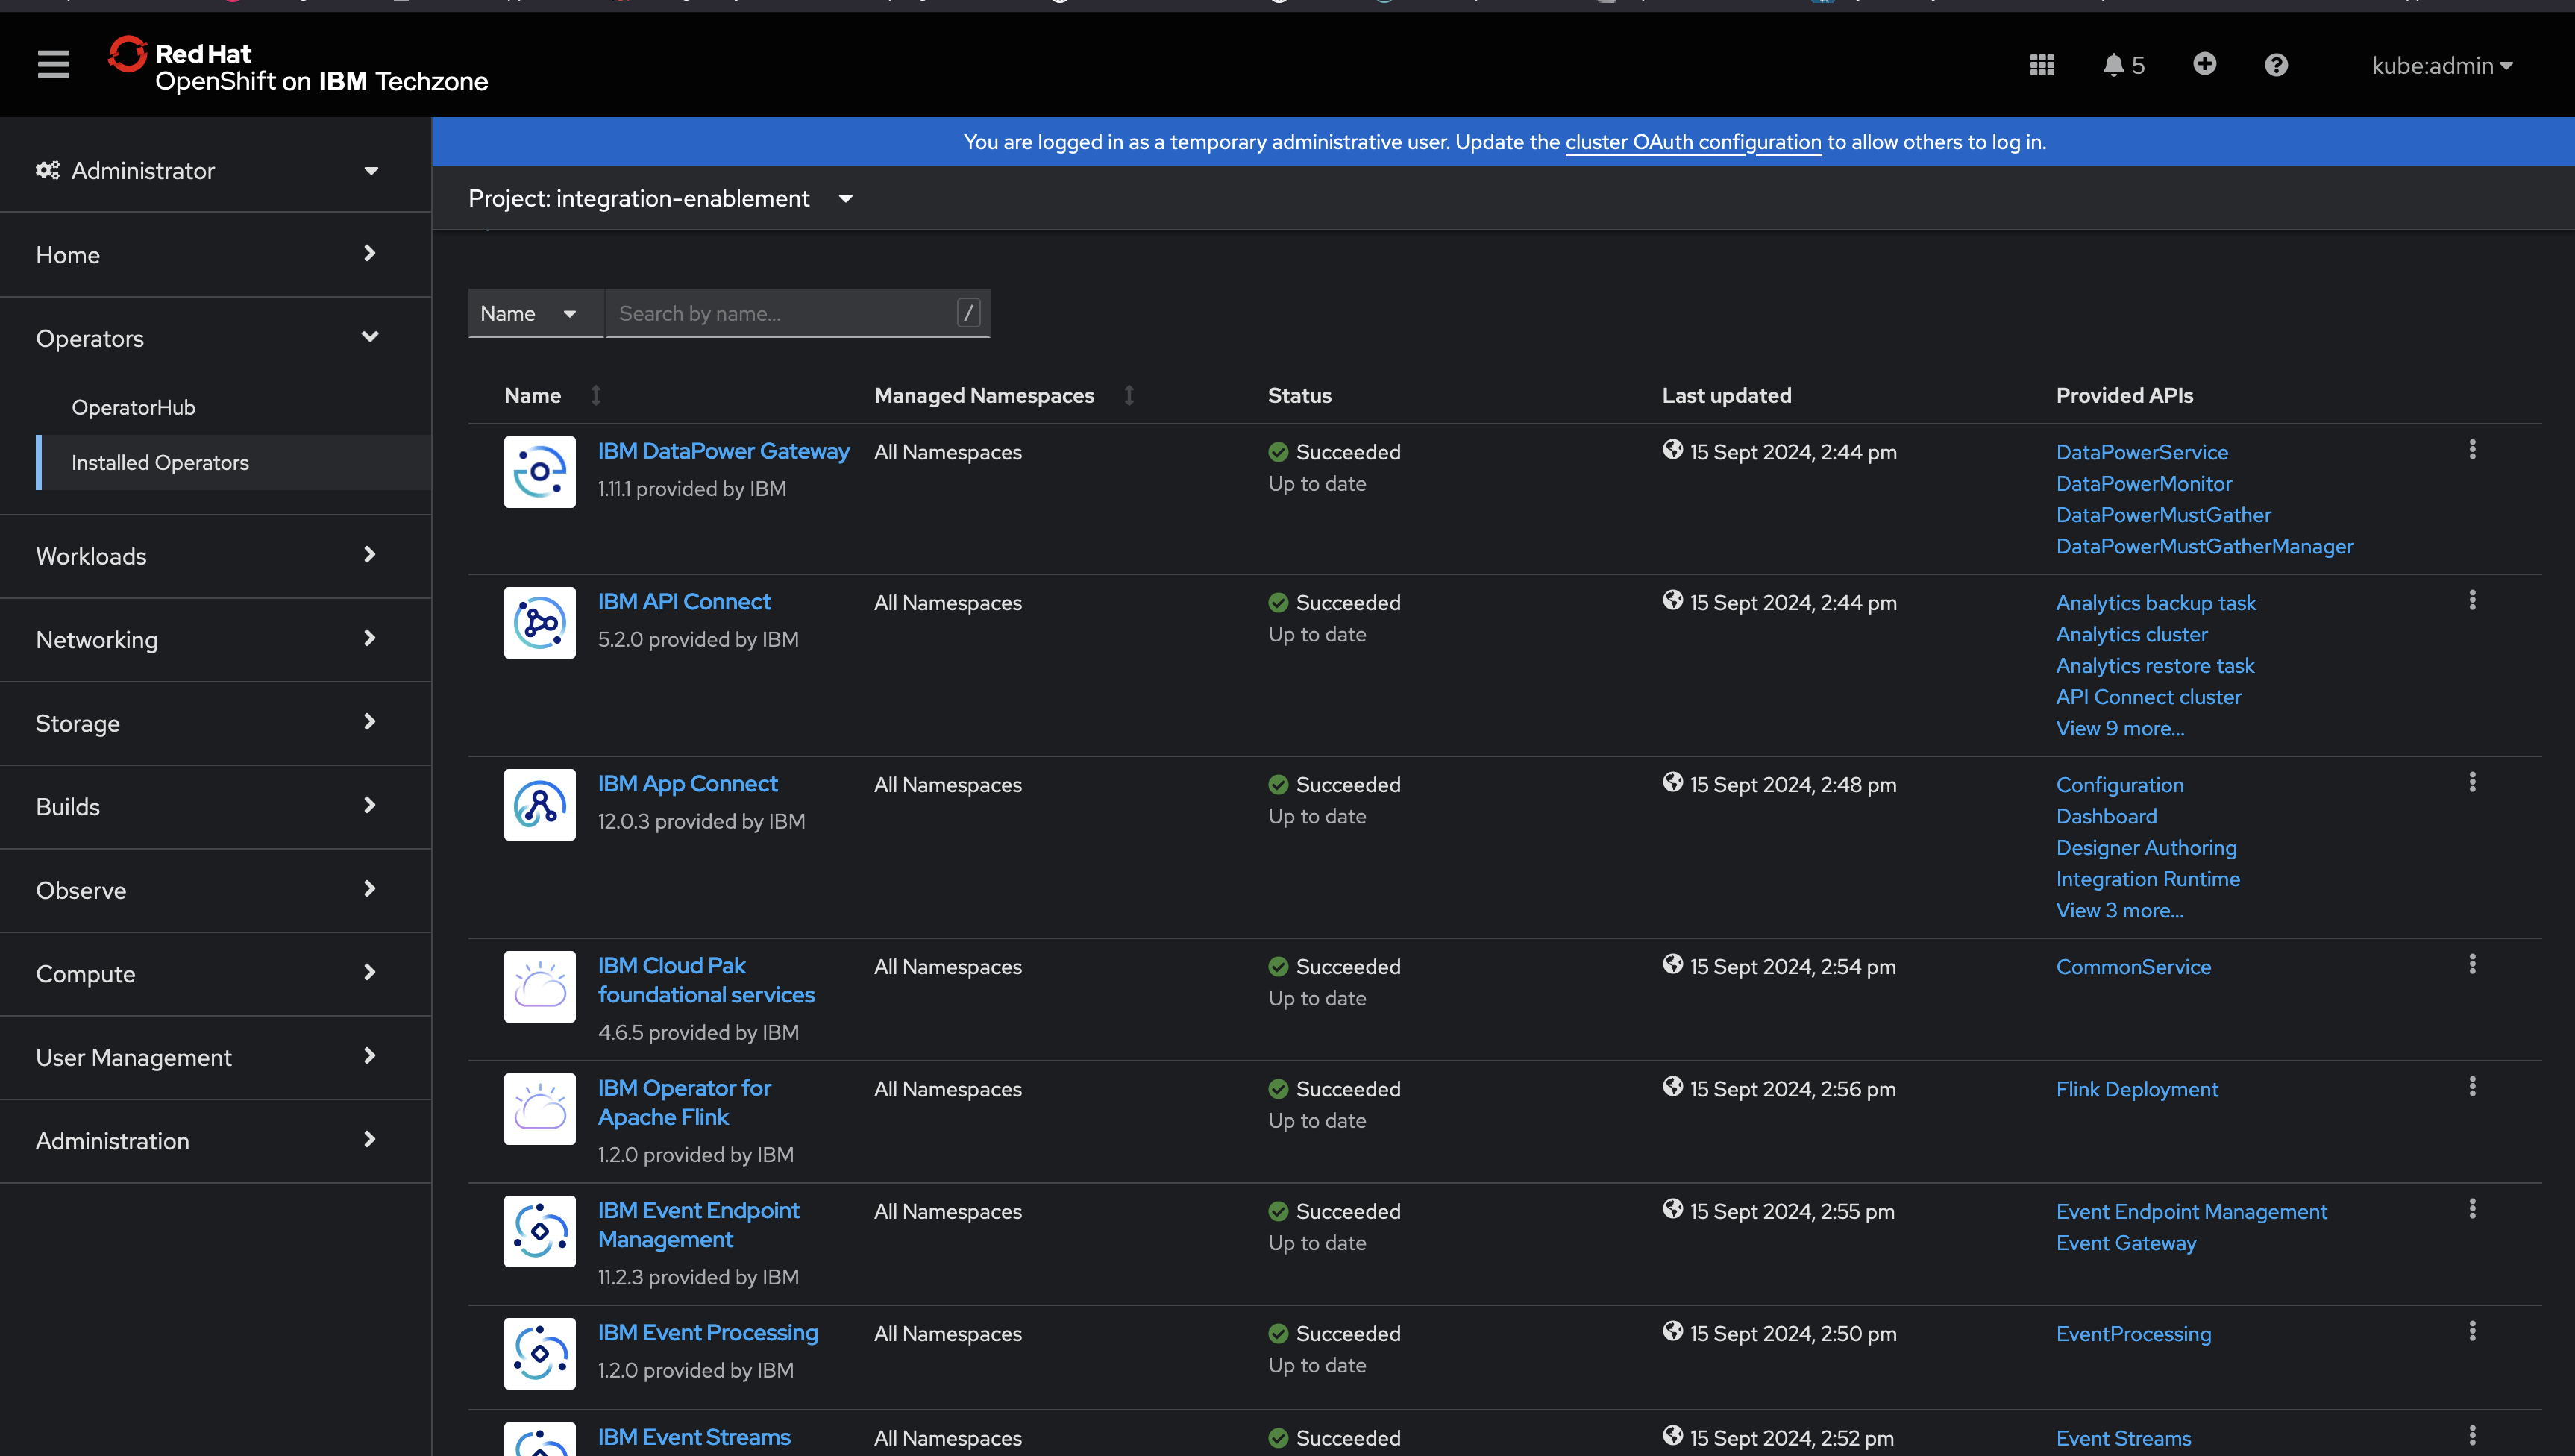 Red Hat
OpenShift on IBM Techzone
5
kube:admin
Administrator
You are logged in as a temporary administrative user. Update the cluster OAuth configuration to allow others to log in.
Project: integration-enablement
Home
Operators
OperatorHub
Installed Operators
Workloads
Networking
Storage
Builds
Observe
Compute
User Management
Administration
Name
Search by name...
/
Name Managed Namespaces Status Last updated Provided APIs
IBM DataPower Gateway All Namespaces Succeeded 15 Sept 2024, 2:44 pm DataPowerService
1.11.1 provided by IBM Up to date DataPowerMonitor
DataPowerMustGather
DataPowerMustGatherManager
IBM API Connect All Namespaces Succeeded 15 Sept 2024, 2:44 pm Analytics backup task
5.2.0 provided by IBM Up to date Analytics cluster
Analytics restore task
API Connect cluster
View 9 more...
IBM App Connect All Namespaces Succeeded 15 Sept 2024, 2:48 pm Configuration
12.0.3 provided by IBM Up to date Dashboard
Designer Authoring
Integration Runtime
View 3 more...
IBM Cloud Pak All Namespaces Succeeded 15 Sept 2024, 2:54 pm CommonService
foundational services Up to date
4.6.5 provided by IBM
IBM Operator for All Namespaces Succeeded 15 Sept 2024, 2:56 pm Flink Deployment
Apache Flink Up to date
1.2.0 provided by IBM
IBM Event Endpoint All Namespaces Succeeded 15 Sept 2024, 2:55 pm Event Endpoint Management
Management Up to date Event Gateway
11.2.3 provided by IBM
IBM Event Processing All Namespaces Succeeded 15 Sept 2024, 2:50 pm EventProcessing
1.2.0 provided by IBM Up to date
IBM Event Streams All Namespaces Succeeded 15 Sept 2024, 2:52 pm Event Streams